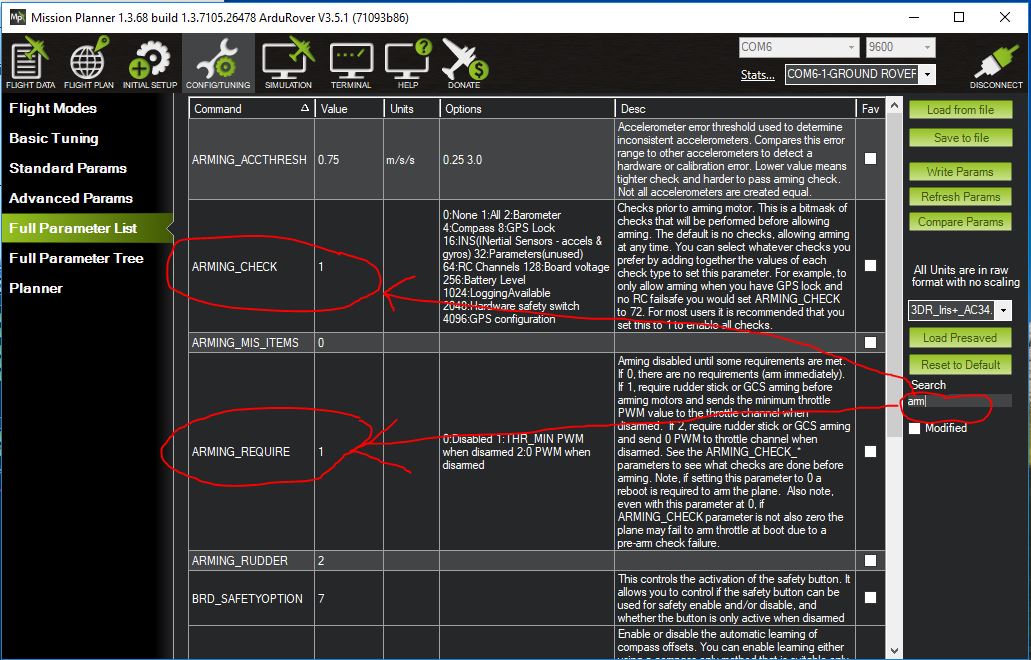 Mission Planner 1.3.68 build 1.3.7105.26478 ArduRover V3.5.1 (71093b86)
FLIGHT DATA
FLIGHT PLAN
INITIAL SETUP
CONFIG/TUNING
SIMULATION
TERMINAL
HELP
DONATE
COM6
9600
Stats...
COM6-1-GROUND ROVEF
DISCONNECT
Flight Modes
Basic Tuning
Standard Params
Advanced Params
Full Parameter List
Full Parameter Tree
Planner
Command Value Units Options Desc Fav
ARMING_ACCTHRESH 0.75 m/s/s 0.25 3.0
Accelerometer error threshold used to determine
inconsistent accelerometers. Compares this error
range to other accelerometers to detect a
hardware or calibration error. Lower value means
tighter check and harder to pass arming check.
Not all accelerometers are created equal.
ARMING_CHECK 1
0:None 1:All 2:Barometer
4:Compass 8:GPS Lock
16:INS(INertial Sensors - accels &
gyros) 32:Parameters(unused)
64:RC Channels 128:Board voltage
256:Battery Level
1024:LoggingAvailable
2048:Hardware safety switch
4096:GPS configuration
Checks prior to arming motor. This is a bitmask of
checks that will be performed before allowing
arming. The default is no checks, allowing arming
at any time. You can select whatever checks you
prefer by adding together the values of each
check type to set this parameter. For example, to
only allow arming when you have GPS lock and
no RC failsafe you would set ARMING_CHECK
to 72. For most users it is recommended that you
set this to 1 to enable all checks.
ARMING_MIS_ITEMS 0
ARMING_REQUIRE 1
0:Disabled 1:THR_MIN PWM
when disarmed 2:0 PWM when
disarmed
Arming disabled until some requirements are met.
If 0, there are no requirements (arm immediately).
If 1, require rudder stick or GCS arming before
arming motors and sends the minimum throttle
PWM value to the throttle channel when
disarmed. If 2, require rudder stick or GCS arming
and send 0 PWM to throttle channel when
disarmed. See the ARMING_CHECK_*
parameters to see what checks are done before
arming. Note, if setting this parameter to 0 a
reboot is required to arm the plane. Also note,
even with this parameter at 0, if
ARMING_CHECK parameter is not also zero the
plane may fail to arm throttle at boot due to a
pre-arm check failure.
ARMING_RUDDER 2
BRD_SAFETYOPTION 7
This controls the activation of the safety button. It
allows you to control if the safety button can be
used for safety enable and/or disable, and
whether the button is only active when disarmed
Enable or disable the automatic learning of
compass offsets. You can enable learning either
Load from file
Save to file
Write Params
Refresh Params
Compare Params
All Units are in raw
format with no scaling
3DR_Iris+_AC34.
Load Presaved
Reset to Default
Search
arm
Modified